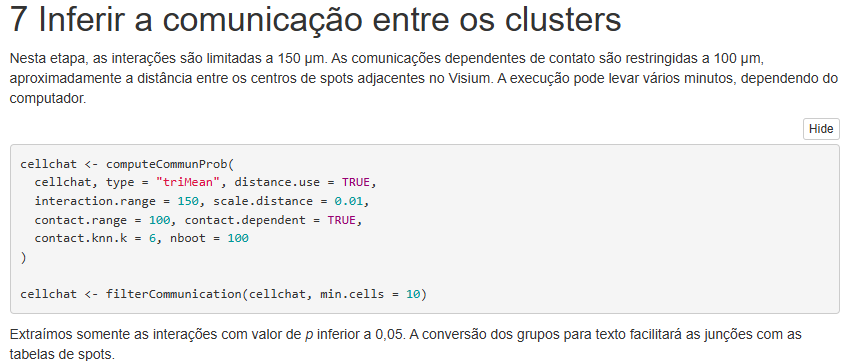 7 Inferir a comunicação entre os clusters
Nesta etapa, as interações são limitadas a 150 µm. As comunicações dependentes de contato são restringidas a 100 µm,
aproximadamente a distância entre os centros de spots adjacentes no Visium. A execução pode levar vários minutos, dependendo do
computador.
Hide
cellchat <- computeCommunProb(
  cellchat, type = "triMean", distance.use = TRUE,
  interaction.range = 150, scale.distance = 0.01,
  contact.range = 100, contact.dependent = TRUE,
  contact.knn.k = 6, nboot = 100
)
cellchat <- filterCommunication(cellchat, min.cells = 10)
Extraímos somente as interações com valor de p inferior a 0,05. A conversão dos grupos para texto facilitará as junções com as
tabelas de spots.